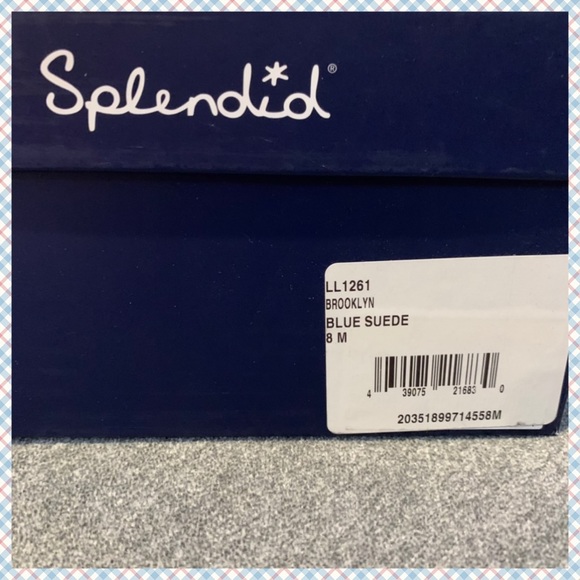 Splendid®
LL1261
BROOKLYN
BLUE SUEDE
8 M
4 39075 21683 0
20351899714558M